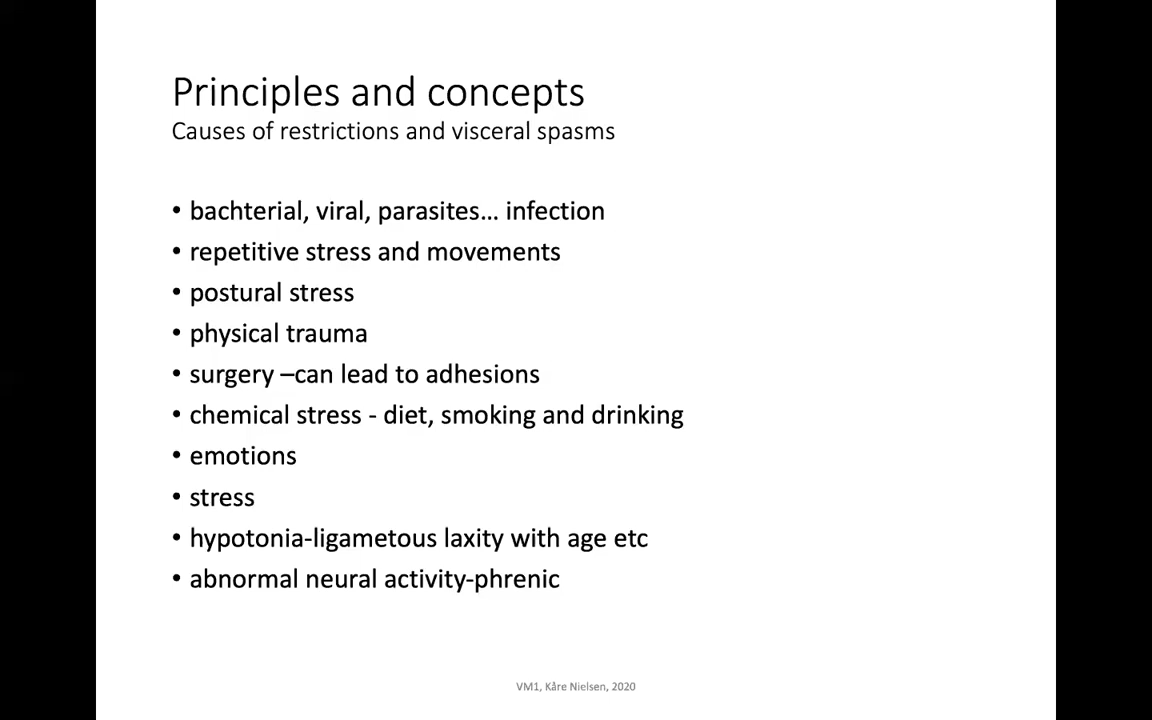 Principles and concepts
Causes of restrictions and visceral spasms
• bachterial, viral, parasites... infection
• repetitive stress and movements
• postural stress
• physical trauma
• surgery –can lead to adhesions
• chemical stress - diet, smoking and drinking
• emotions
• stress
• hypotonia-ligametous laxity with age etc
• abnormal neural activity-phrenic
VM1, Kåre Nielsen, 2020